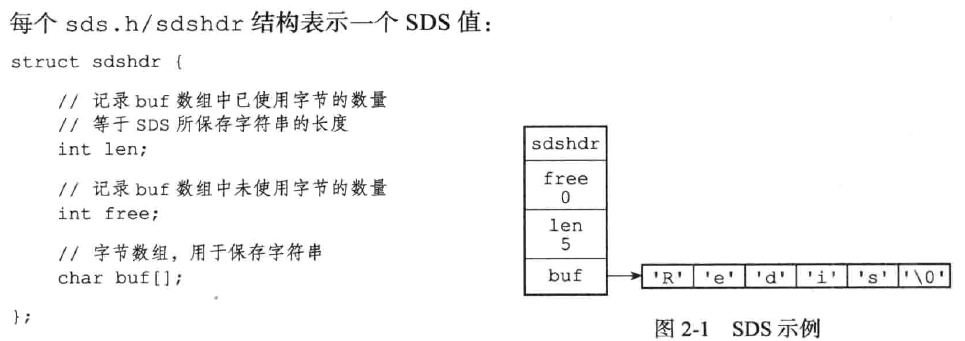 每个 sds.h/sdshdr 结构表示一个 SDS 值：
struct sdshdr {
// 记录 buf 数组中已使用字节的数量
// 等于 SDS 所保存字符串的长度
int len;
// 记录 buf 数组中未使用字节的数量
int free;
// 字节数组，用于保存字符串
char buf[];
};
sdshdr
free
0
len
5
buf
'R' 'e' 'd' 'i' 's' '\0'
图 2-1 SDS 示例